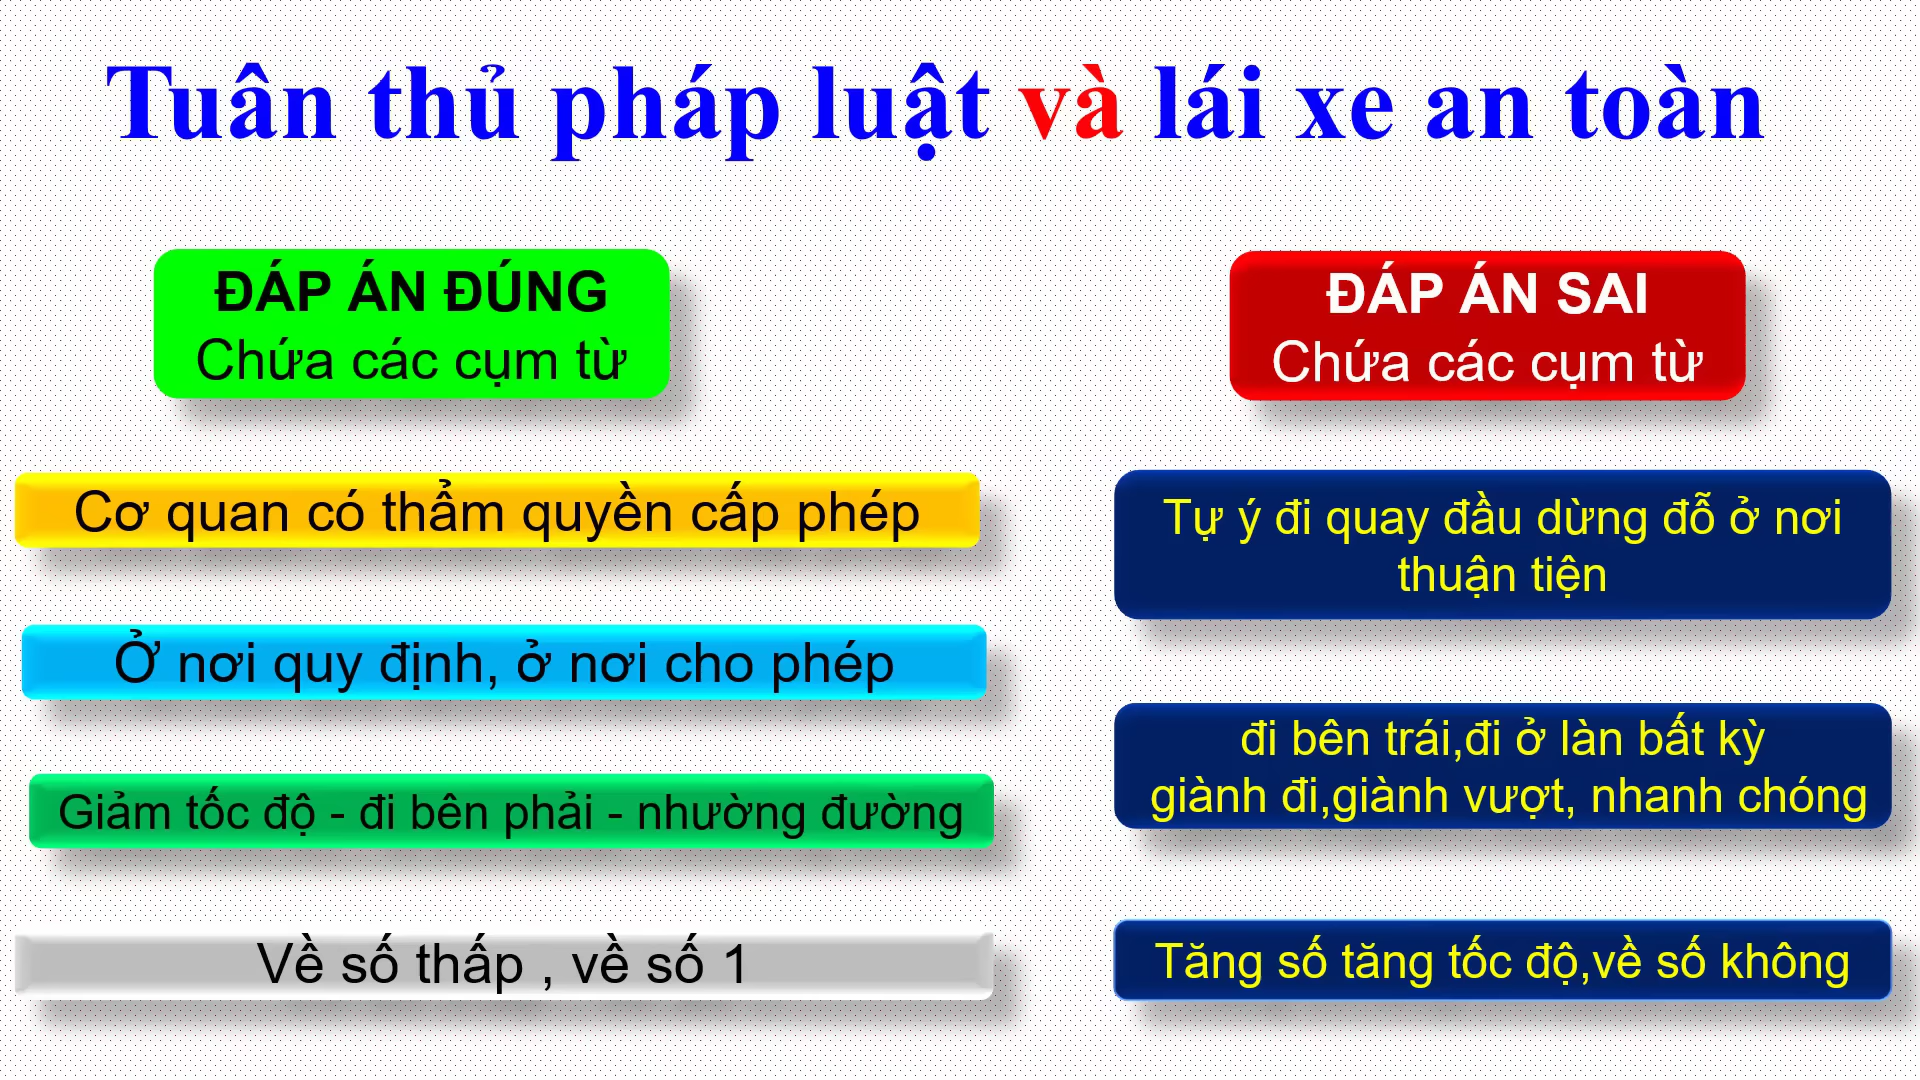 Tuân thủ pháp luật và lái xe an toàn
ĐÁP ÁN ĐÚNG
Chứa các cụm từ
Cơ quan có thẩm quyền cấp phép
Ở nơi quy định, ở nơi cho phép
Giảm tốc độ - đi bên phải - nhường đường
Về số thấp , về số 1
ĐÁP ÁN SAI
Chứa các cụm từ
Tự ý đi quay đầu dừng đỗ ở nơi
thuận tiện
đi bên trái,đi ở làn bất kỳ
giành đi,giành vượt, nhanh chóng
Tăng số tăng tốc độ,về số không